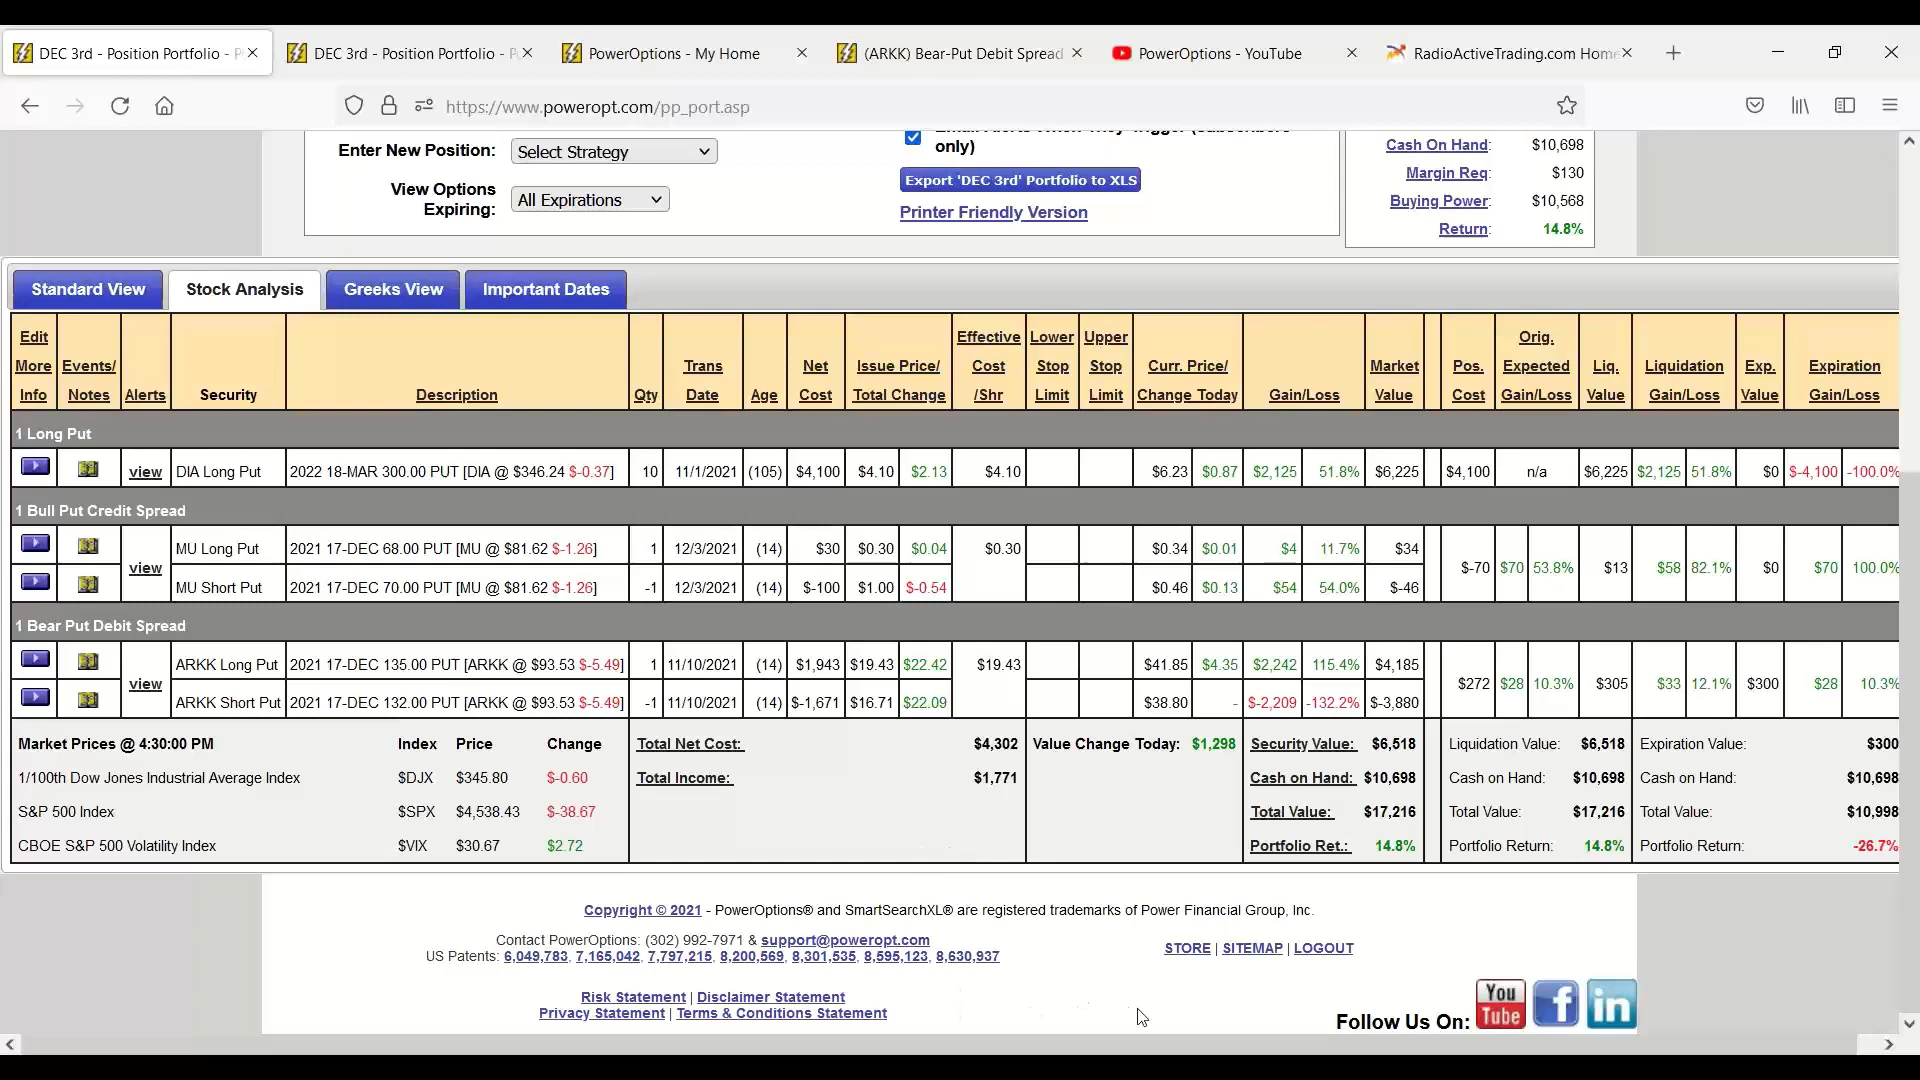 DEC 3rd - Position Portfolio - P
DEC 3rd - Position Portfolio - P
PowerOptions - My Home
(ARKK) Bear-Put Debit Spread
PowerOptions - YouTube
RadioActiveTrading.com Home
https://www.poweropt.com/pp_port.asp
Enter New Position: Select Strategy
View Options Expiring: All Expirations
only)
Export 'DEC 3rd' Portfolio to XLS
Printer Friendly Version
Cash On Hand: $10,698
Margin Req: $130
Buying Power: $10,568
Return: 14.8%
Standard View Stock Analysis Greeks View Important Dates
Edit More Info Events/ Notes Alerts Security Description Qty Trans Date Age Net Cost Issue Price/ Total Change Effective Cost /Shr Lower Stop Limit Upper Stop Limit Curr. Price/ Change Today Gain/Loss Market Value Pos. Cost Orig. Expected Gain/Loss Liq. Value Liquidation Gain/Loss Exp. Value Expiration Gain/Loss
1 Long Put
view DIA Long Put 2022 18-MAR 300.00 PUT [DIA @ $346.24 $-0.37] 10 11/1/2021 (105) $4,100 $4.10 $2.13 $4.10 $6.23 $0.87 $2,125 51.8% $6,225 $4,100 n/a $6,225 $2,125 51.8% $0 $-4,100 -100.0%
1 Bull Put Credit Spread
MU Long Put 2021 17-DEC 68.00 PUT [MU @ $81.62 $-1.26] 1 12/3/2021 (14) $30 $0.30 $0.04 $0.30 $0.34 $0.01 $4 11.7% $34
view $-70 $70 53.8% $13 $58 82.1% $0 $70 100.0%
MU Short Put 2021 17-DEC 70.00 PUT [MU @ $81.62 $-1.26] -1 12/3/2021 (14) $-100 $1.00 $-0.54 $0.46 $0.13 $54 54.0% $-46
1 Bear Put Debit Spread
ARKK Long Put 2021 17-DEC 135.00 PUT [ARKK @ $93.53 $-5.49] 1 11/10/2021 (14) $1,943 $19.43 $22.42 $19.43 $41.85 $4.35 $2,242 115.4% $4,185
view $272 $28 10.3% $305 $33 12.1% $300 $28 10.3%
ARKK Short Put 2021 17-DEC 132.00 PUT [ARKK @ $93.53 $-5.49] -1 11/10/2021 (14) $-1,671 $16.71 $22.09 $38.80 - $-2,209 -132.2% $-3,880
Market Prices @ 4:30:00 PM Index Price Change Total Net Cost: $4,302 Value Change Today: $1,298 Security Value: $6,518 Liquidation Value: $6,518 Expiration Value: $300
1/100th Dow Jones Industrial Average Index $DJX $345.80 $-0.60 Total Income: $1,771 Cash on Hand: $10,698 Cash on Hand: $10,698 Cash on Hand: $10,698
S&P 500 Index $SPX $4,538.43 $-38.67 Total Value: $17,216 Total Value: $17,216 Total Value: $10,998
CBOE S&P 500 Volatility Index $VIX $30.67 $2.72 Portfolio Ret.: 14.8% Portfolio Return: 14.8% Portfolio Return: -26.7%
Copyright © 2021 - PowerOptions® and SmartSearchXL® are registered trademarks of Power Financial Group, Inc.
Contact PowerOptions: (302) 992-7971 & support@poweropt.com
US Patents: 6,049,783, 7,165,042, 7,797,215, 8,200,569, 8,301,535, 8,595,123, 8,630,937
STORE | SITEMAP | LOGOUT
Risk Statement | Disclaimer Statement
Privacy Statement | Terms & Conditions Statement
Follow Us On: You Tube f in